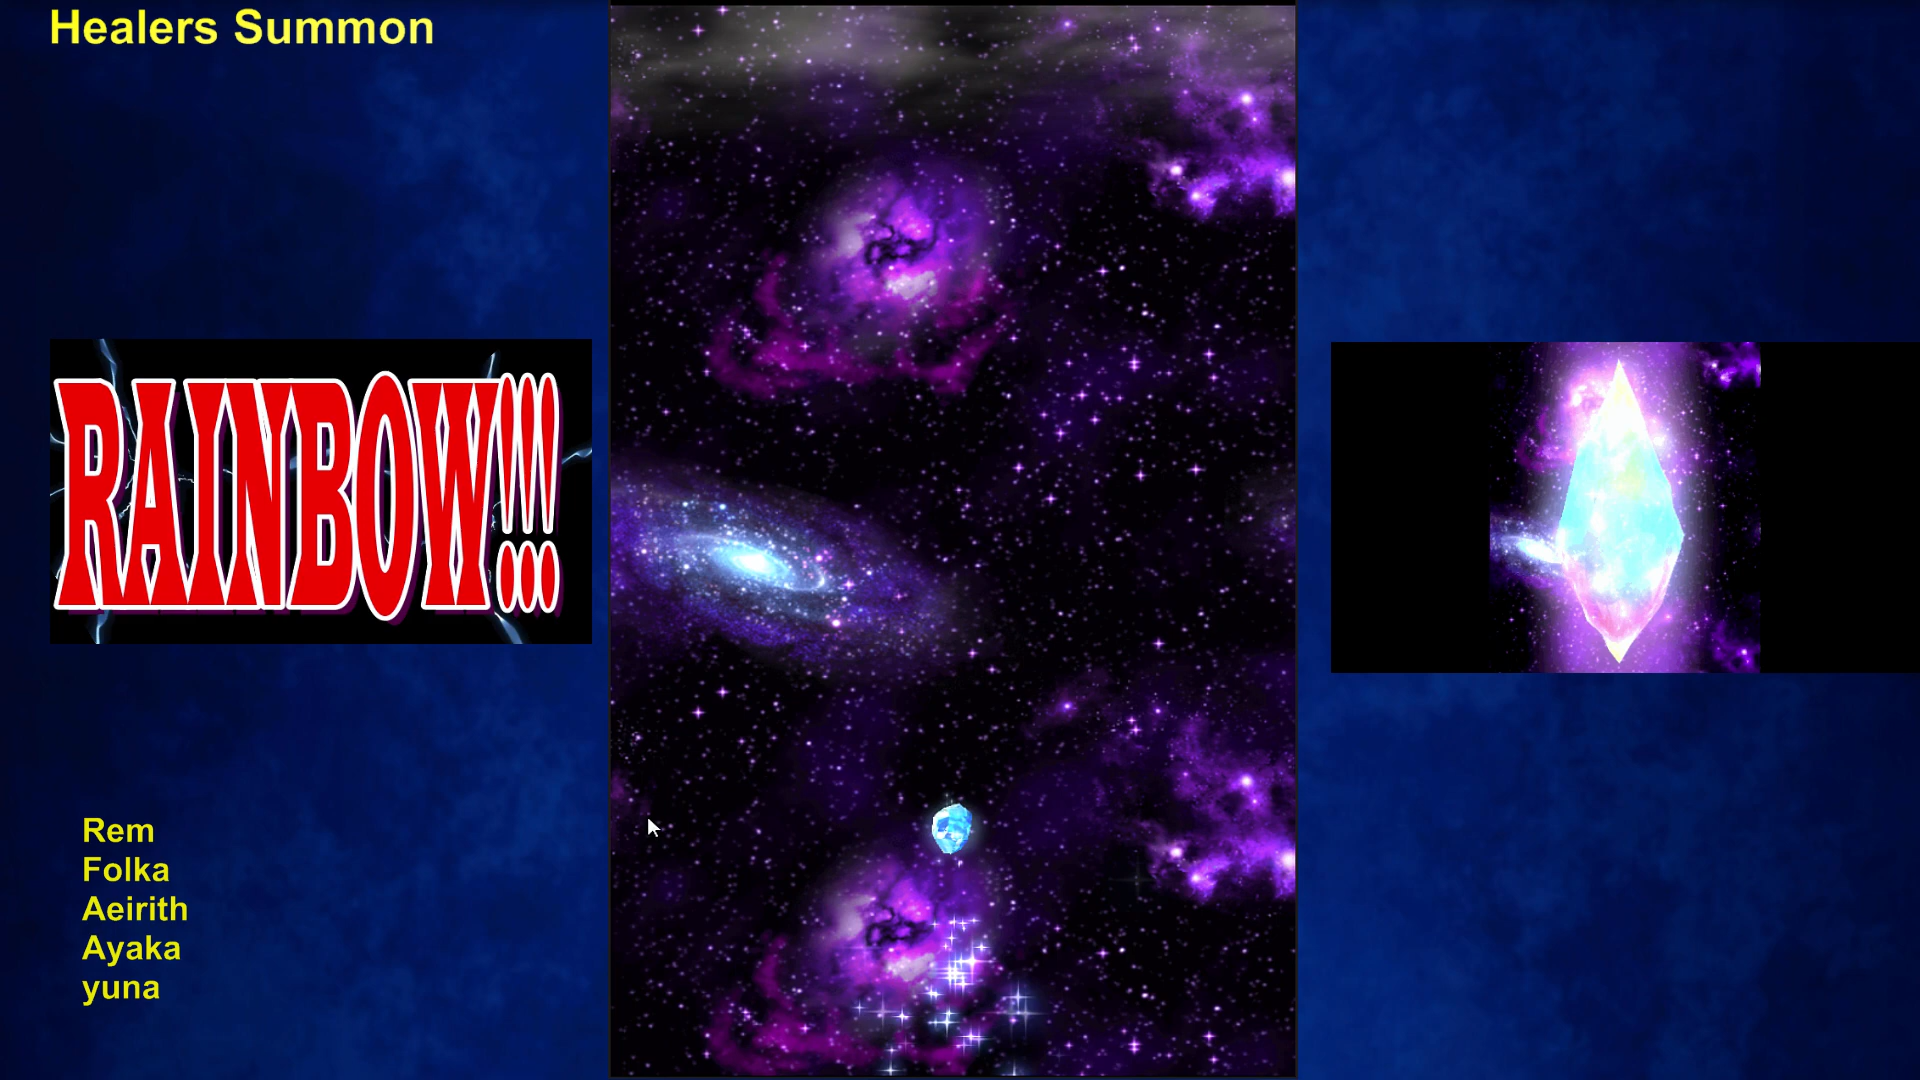 Healers Summon
RAINBOW!!!
Rem
Folka
Aeirith
Ayaka
yuna